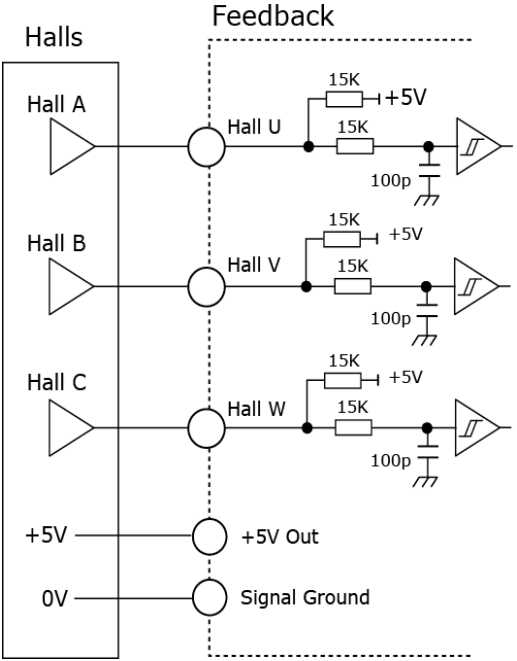 Feedback
Halls
Hall A
Hall U
15K
+5V
15K
100p
Hall B
Hall V
15K
+5V
15K
100p
Hall C
Hall W
15K
+5V
15K
100p
+5V
+5V Out
0V
Signal Ground